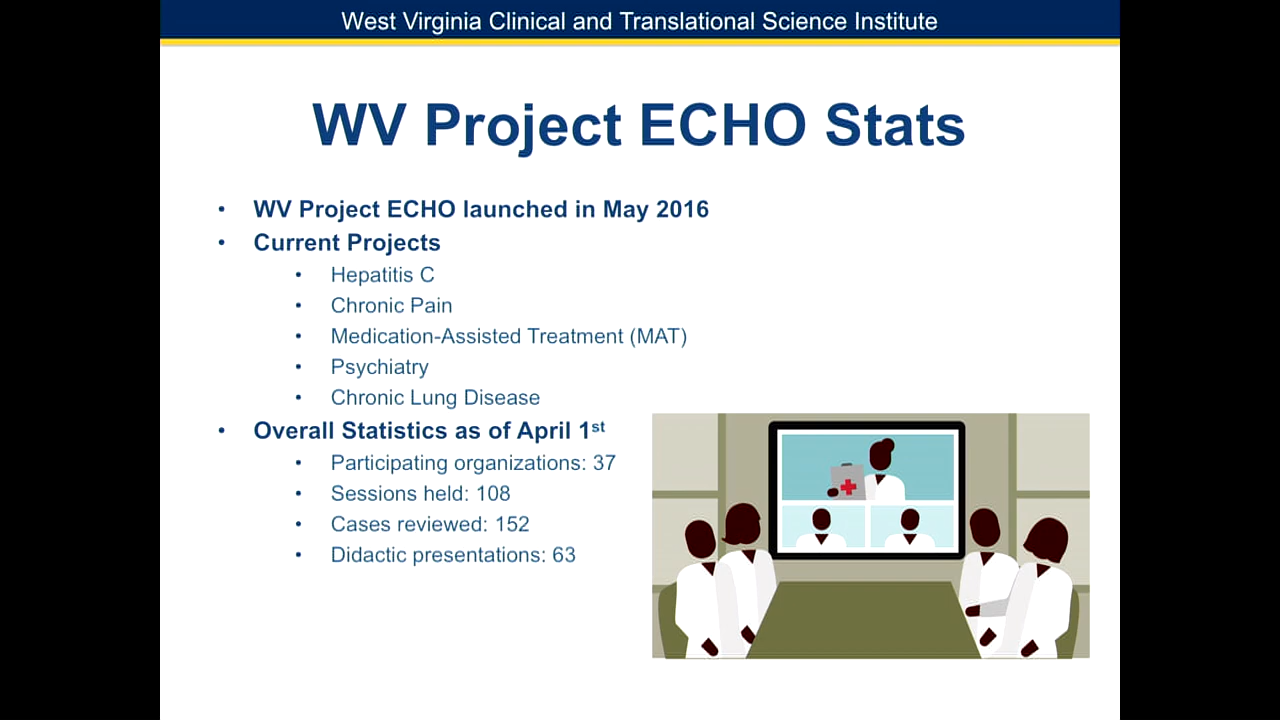 West Virginia Clinical and Translational Science Institute
WV Project ECHO Stats
• WV Project ECHO launched in May 2016
• Current Projects
• Hepatitis C
• Chronic Pain
• Medication-Assisted Treatment (MAT)
• Psychiatry
• Chronic Lung Disease
• Overall Statistics as of April 1st
• Participating organizations: 37
• Sessions held: 108
• Cases reviewed: 152
• Didactic presentations: 63